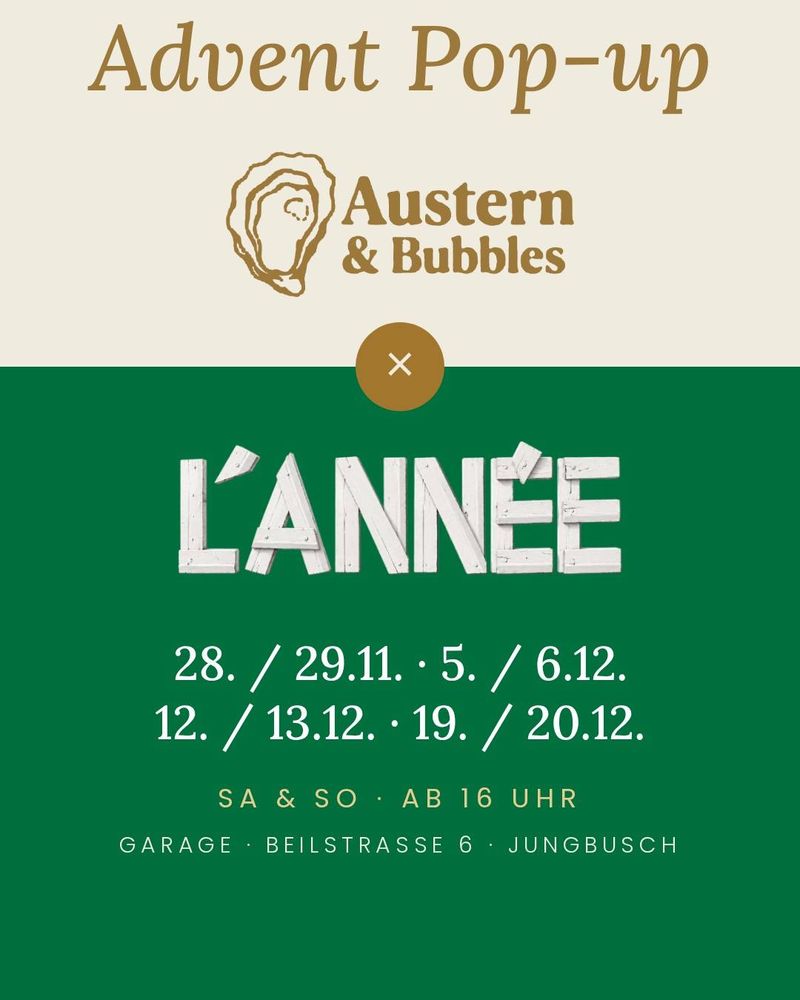 Advent Pop-up
Austern
& Bubbles
×
L'ANNÉE
28. / 29.11. · 5. / 6.12.
12. / 13.12. · 19. / 20.12.
SA & SO · AB 16 UHR
GARAGE · BEILSTRASSE 6 · JUNGBUSCH